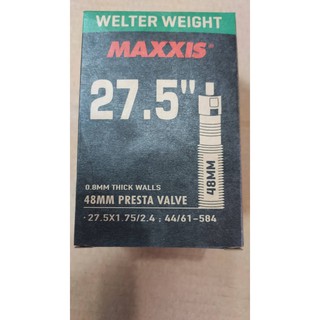 WELTER WEIGHT
MAXXIS®
27.5"
48MM
0.8MM THICK WALLS
48MM PRESTA VALVE
27.5X1.75/2.4 ; 44/61-584